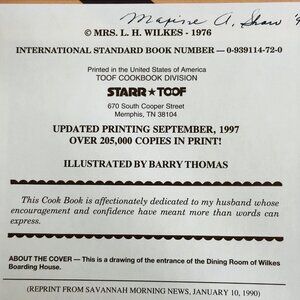 Maxine A. Shaw
© MRS. L. H. WILKES - 1976
INTERNATIONAL STANDARD BOOK NUMBER — 0-939114-72-0
Printed in the United States of America
TOOF COOKBOOK DIVISION
STARR ★ TOOF
670 South Cooper Street
Memphis, TN 38104
UPDATED PRINTING SEPTEMBER, 1997
OVER 205,000 COPIES IN PRINT!
ILLUSTRATED BY BARRY THOMAS
This Cook Book is affectionately dedicated to my husband whose
encouragement and confidence have meant more than words can
express.
ABOUT THE COVER — This is a drawing of the entrance of the Dining Room of Wilkes
Boarding House.
(REPRINT FROM SAVANNAH MORNING NEWS, JANUARY 10, 1990)